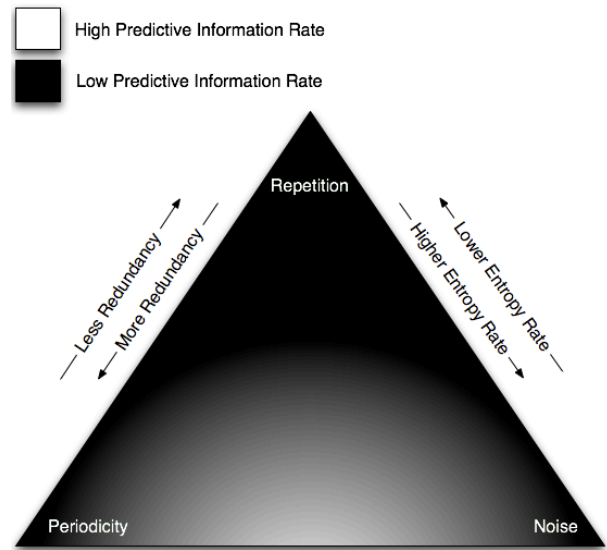 High Predictive Information Rate
Low Predictive Information Rate
Repetition
Less Redundancy
More Redundancy
Higher Entropy Rate
Lower Entropy Rate
Periodicity
Noise